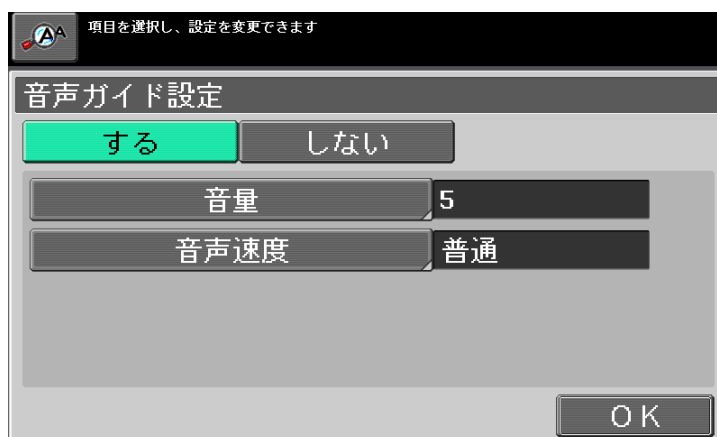 AA
項目を選択し、設定を変更できます
音声ガイド設定
する しない
音量 5
音声速度 普通
OK